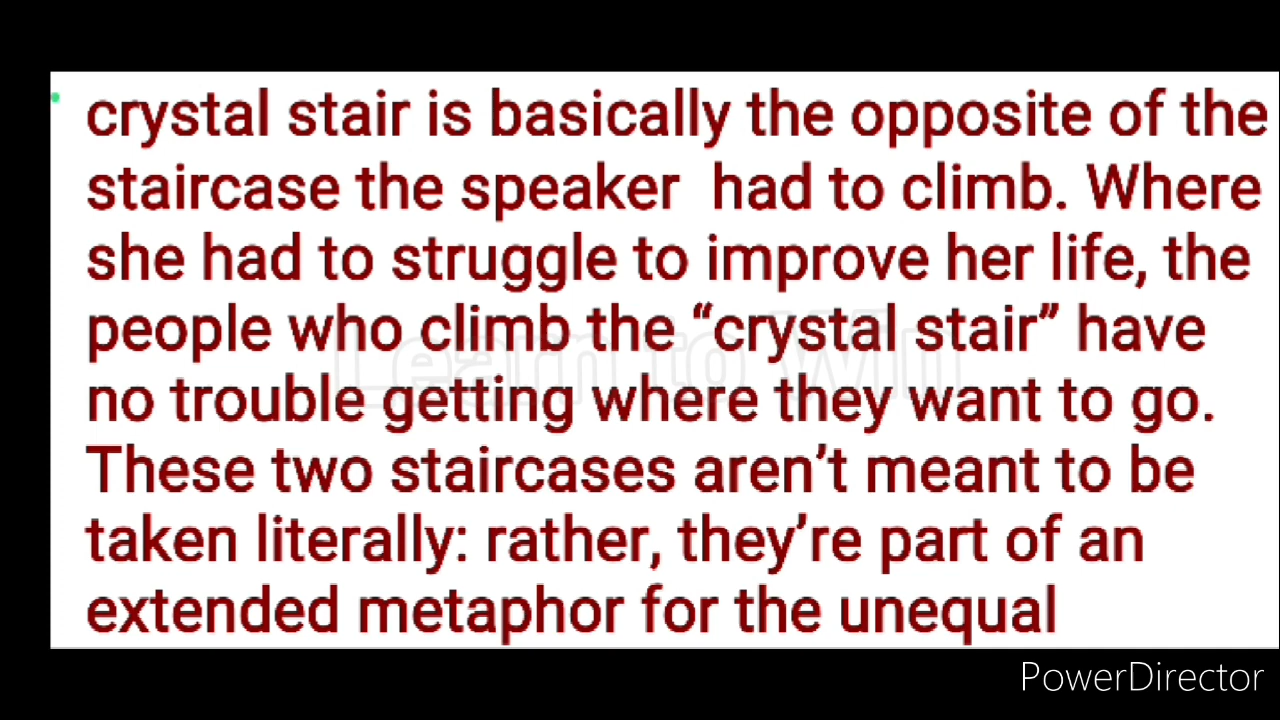 crystal stair is basically the opposite of the
staircase the speaker had to climb. Where
she had to struggle to improve her life, the
people who climb the “crystal stair” have
no trouble getting where they want to go.
These two staircases aren’t meant to be
taken literally: rather, they’re part of an
extended metaphor for the unequal
Learn to Win
PowerDirector